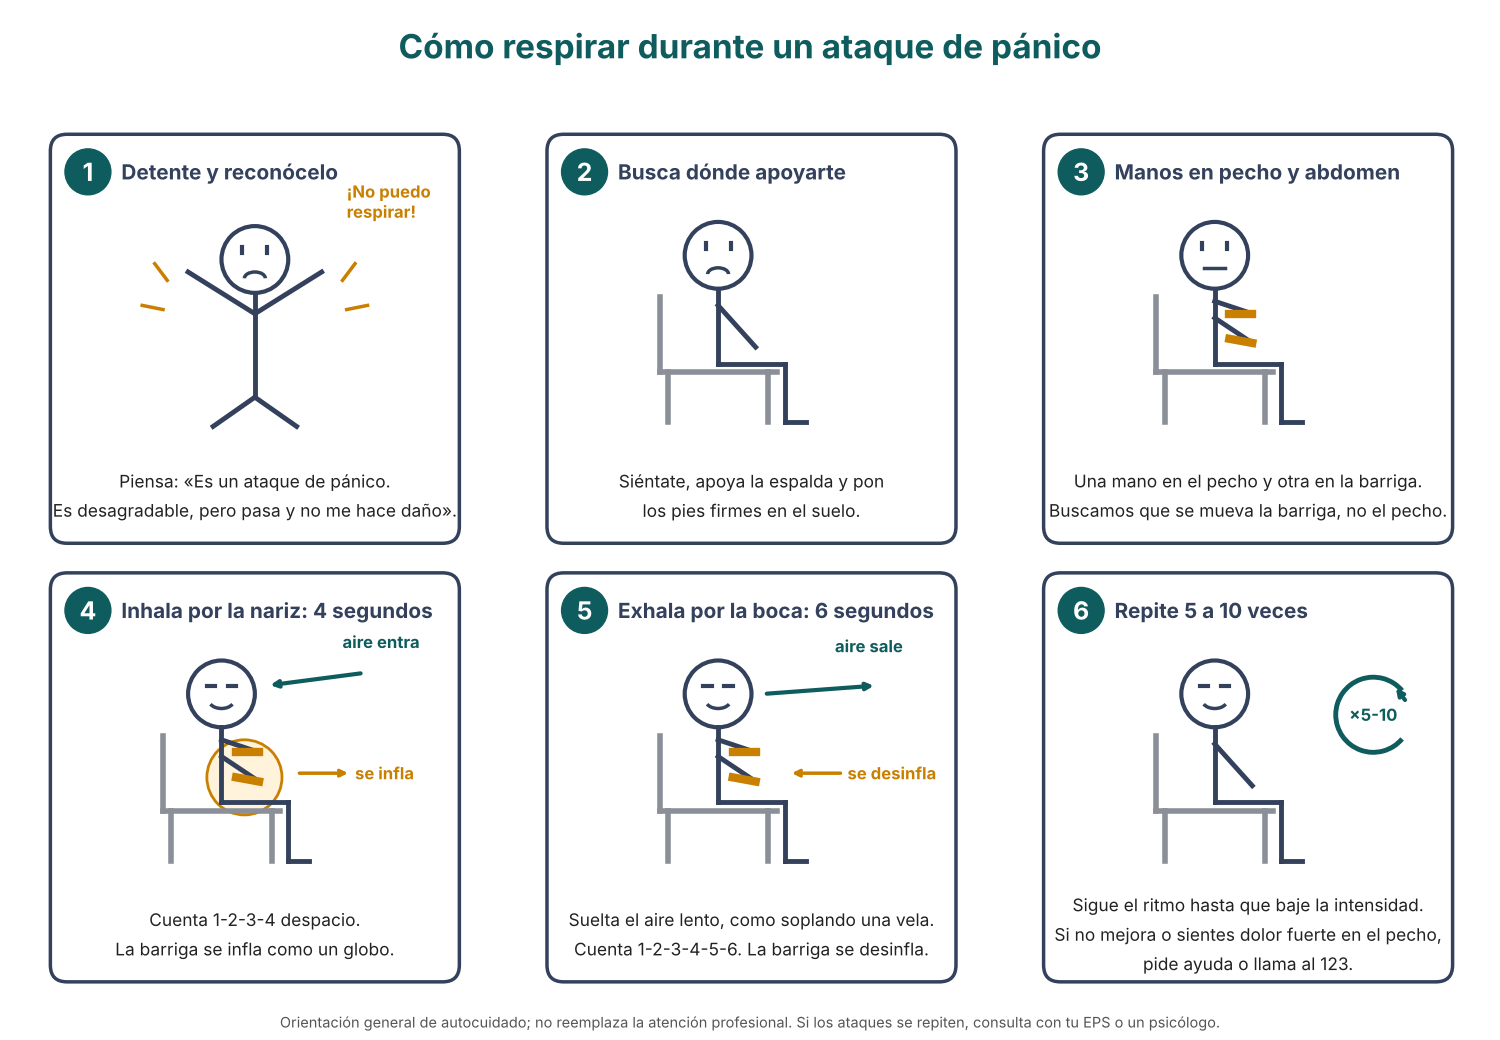 Cómo respirar durante un ataque de pánico
1 Detente y reconócelo
¡No puedo
respirar!
Piensa: «Es un ataque de pánico.
Es desagradable, pero pasa y no me hace daño».
2 Busca dónde apoyarte
Siéntate, apoya la espalda y pon
los pies firmes en el suelo.
3 Manos en pecho y abdomen
Una mano en el pecho y otra en la barriga.
Buscamos que se mueva la barriga, no el pecho.
4 Inhala por la nariz: 4 segundos
aire entra
se infla
Cuenta 1-2-3-4 despacio.
La barriga se infla como un globo.
5 Exhala por la boca: 6 segundos
aire sale
se desinfla
Suelta el aire lento, como soplando una vela.
Cuenta 1-2-3-4-5-6. La barriga se desinfla.
6 Repite 5 a 10 veces
×5-10
Sigue el ritmo hasta que baje la intensidad.
Si no mejora o sientes dolor fuerte en el pecho,
pide ayuda o llama al 123.
Orientación general de autocuidado; no reemplaza la atención profesional. Si los ataques se repiten, consulta con tu EPS o un psicólogo.